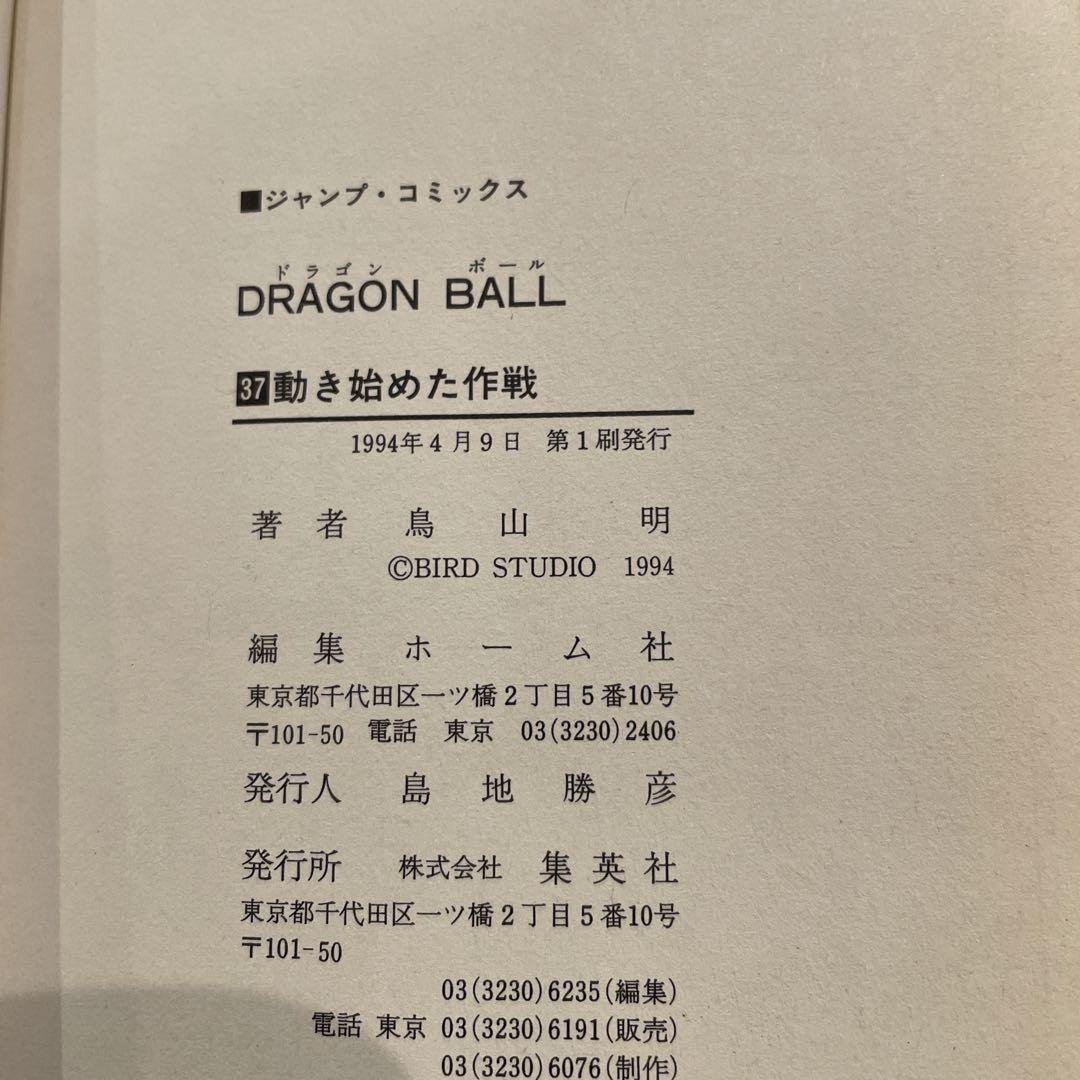 ■ジャンプ・コミックス
ドラゴン ボール
DRAGON BALL
37動き始めた作戦
1994年4月9日 第1刷発行
著者 鳥山明
©BIRD STUDIO 1994
編集 ホーム社
東京都千代田区一ツ橋2丁目5番10号
〒101-50 電話 東京 03(3230)2406
発行人 島地勝彦
発行所 株式会社 集英社
東京都千代田区一ツ橋2丁目5番10号
〒101-50
03(3230)6235(編集)
電話 東京 03(3230)6191(販売)
03(3230)6076(制作)